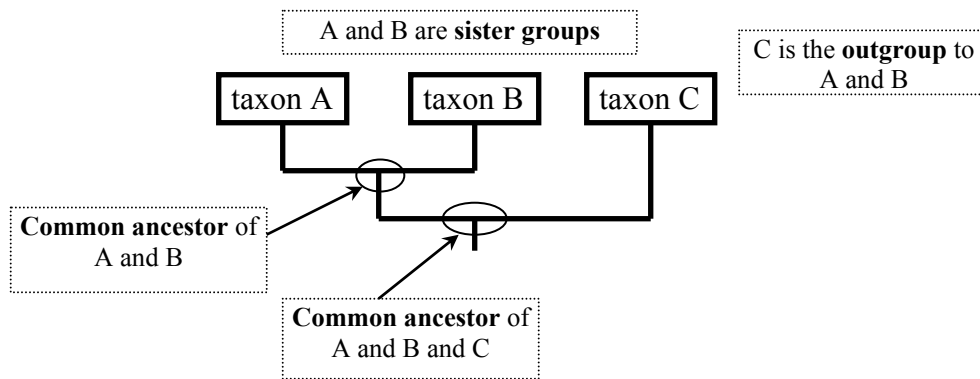 A and B are sister groups
C is the outgroup to
A and B
taxon A
taxon B
taxon C
Common ancestor of
A and B
Common ancestor of
A and B and C